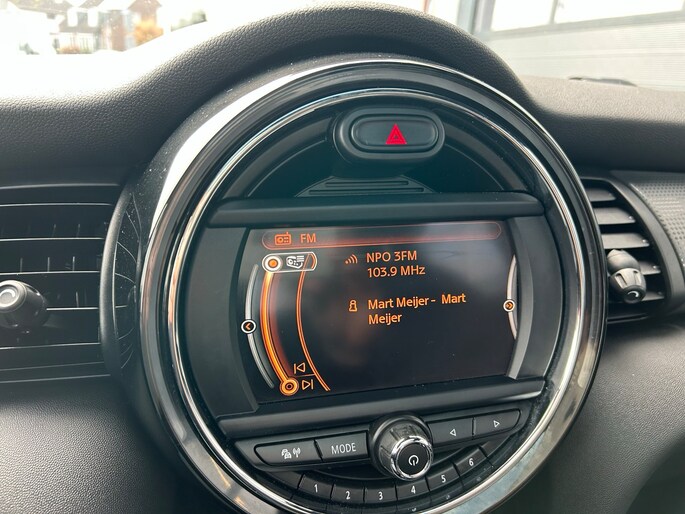 FM
NPO 3FM
103.9 MHz
Mart Meijer - Mart
Meijer
MODE
1 2 3 4 5 6